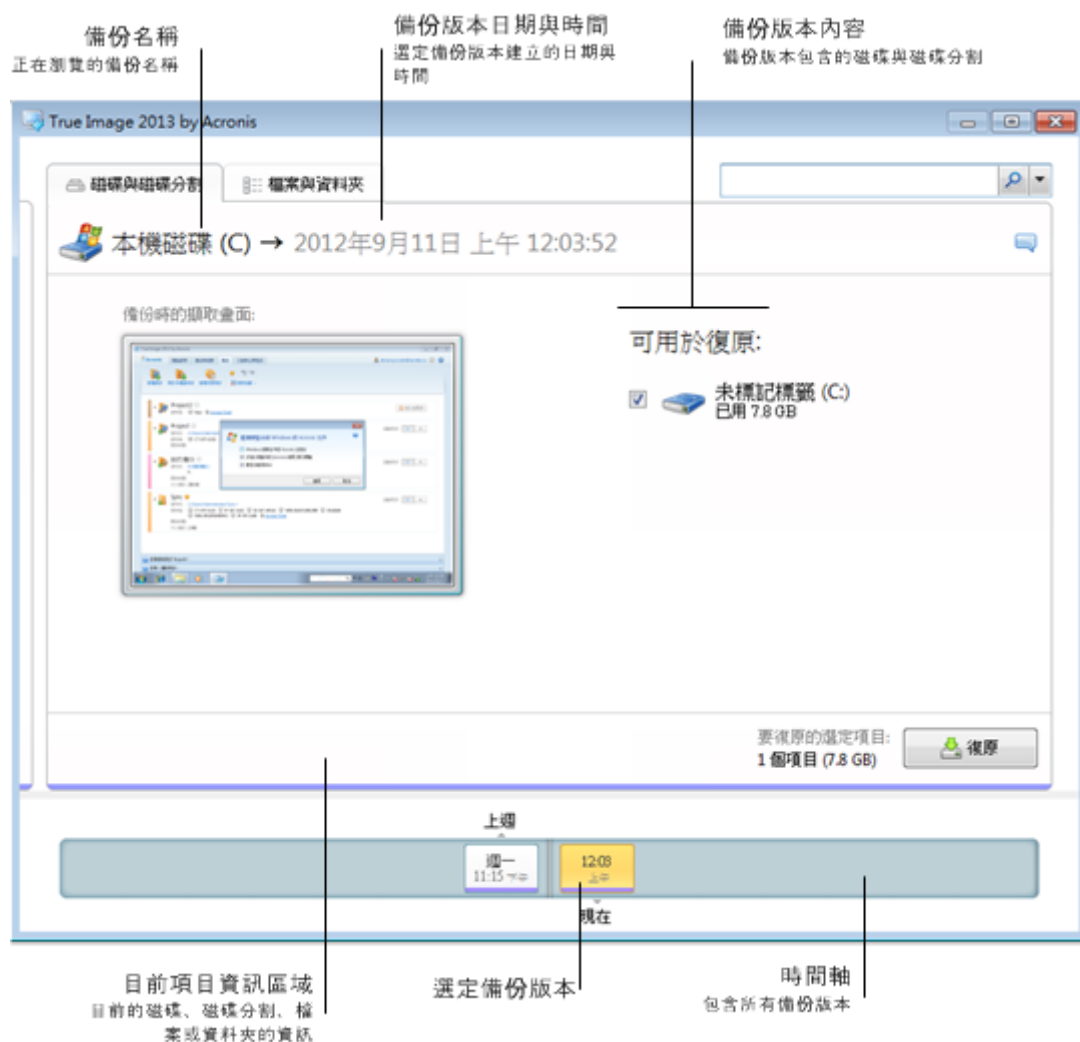 備份名稱
正在瀏覽的備份名稱
備份版本日期與時間
選定備份版本建立的日期與
時間
備份版本內容
備份版本包含的磁碟與磁碟分割
True Image 2013 by Acronis
磁碟與磁碟分割
檔案與資料夾
本機磁碟 (C) → 2012年9月11日 上午 12:03:52
備份時的擷取畫面:
可用於復原:
未標記標籤 (C:)
已用 7.8 GB
要復原的選定項目:
1 個項目 (7.8 GB)
復原
上週
週一
11:15 下午
12:03
上午
現在
目前項目資訊區域
目前的磁碟、磁碟分割、檔
案或資料夾的資訊
選定備份版本
時間軸
包含所有備份版本